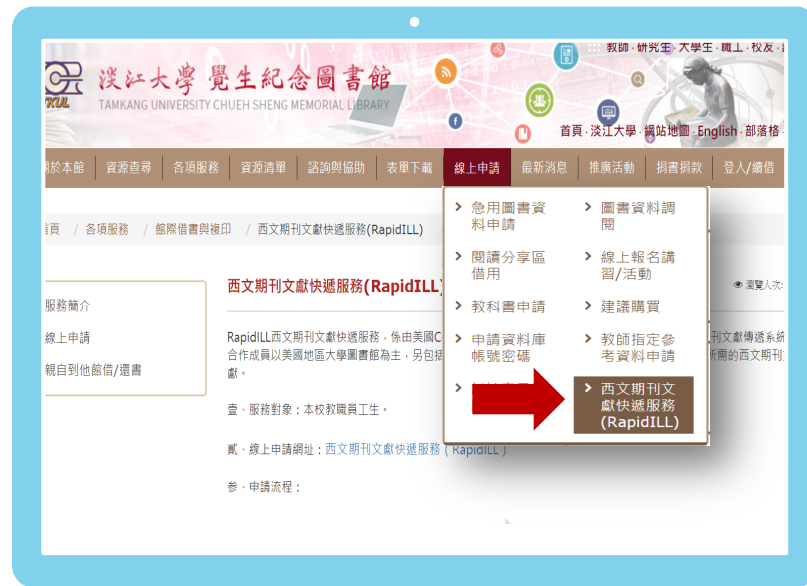 教師·研究生·大學生·職工·校友·
淡江大學 覺生紀念圖書館
TKUL
TAMKANG UNIVERSITY CHUEH SHENG MEMORIAL LIBRARY
首頁·淡江大學·網站地圖·English·部落格
關於本館 資源查尋 各項服務 資源清單 諮詢與協助 表單下載 線上申請 最新消息 推廣活動 捐書捐款 登入/續借
首頁 / 各項服務 / 館際借書與複印 / 西文期刊文獻快遞服務(RapidILL)
急用圖書資料申請
圖書資料調閱
閱讀分享區借用
線上報名講習/活動
教科書申請
建議購買
申請資料庫帳號密碼
教師指定參考資料申請
西文期刊文獻快遞服務(RapidILL)
服務簡介
線上申請
親自到他館借/還書
西文期刊文獻快遞服務(RapidILL)
瀏覽人次:
RapidILL西文期刊文獻快遞服務，係由美國C 刊文獻傳遞系統
合作成員以美國地區大學圖書館為主，另包括 所需的西文期刊
獻。
壹、服務對象：本校教職員工生。
貳、線上申請網址：西文期刊文獻快遞服務（RapidILL）
參、申請流程：